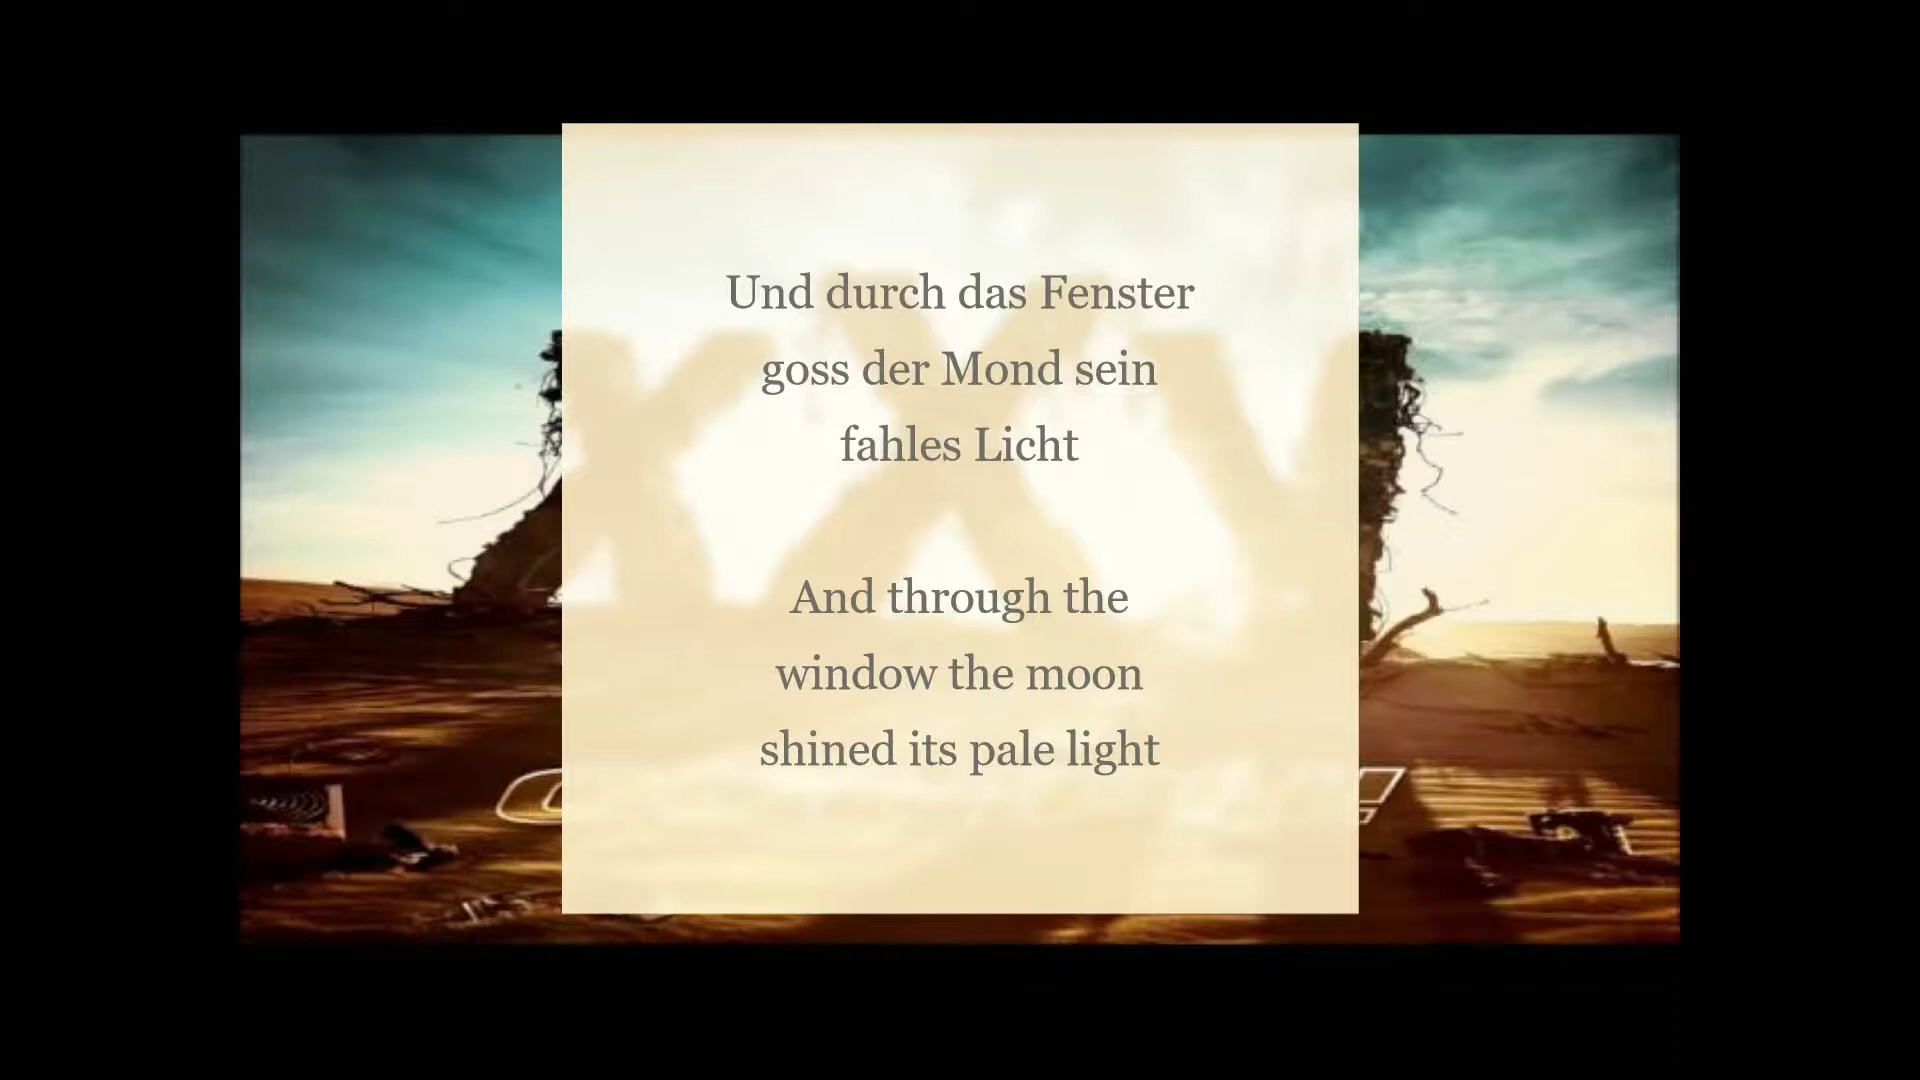 Und durch das Fenster
goss der Mond sein
fahles Licht
And through the
window the moon
shined its pale light